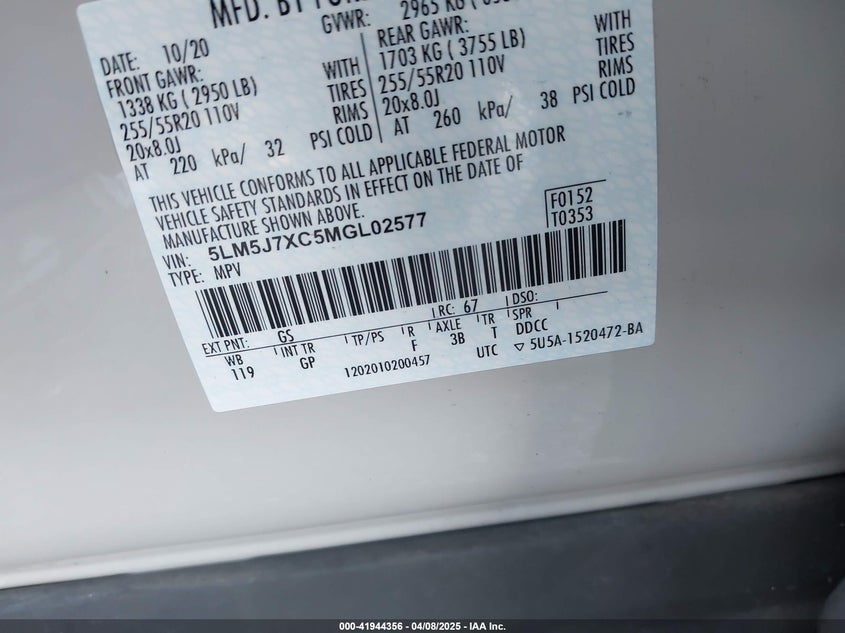 MFD. BY
GVWR: 2965 KG
DATE: 10/20
FRONT GAWR:
1338 KG ( 2950 LB)
255/55R20 110V
20x8.0J
AT 220 kPa/ 32 PSI COLD
WITH
TIRES
RIMS
REAR GAWR:
1703 KG ( 3755 LB)
255/55R20 110V
20x8.0J
AT 260 kPa/ 38 PSI COLD
WITH
TIRES
RIMS
THIS VEHICLE CONFORMS TO ALL APPLICABLE FEDERAL MOTOR
VEHICLE SAFETY STANDARDS IN EFFECT ON THE DATE OF
MANUFACTURE SHOWN ABOVE.
VIN: 5LM5J7XC5MGL02577
TYPE: MPV
F0152
T0353
EXT PNT: GS RC: 67 DSO:
WB INT TR TP/PS R AXLE TR SPR
119 GP F 3B T DDCC
1202010200457 UTC ▽ 5U5A-1520472-BA
000-41944356 - 04/08/2025 - IAA Inc.